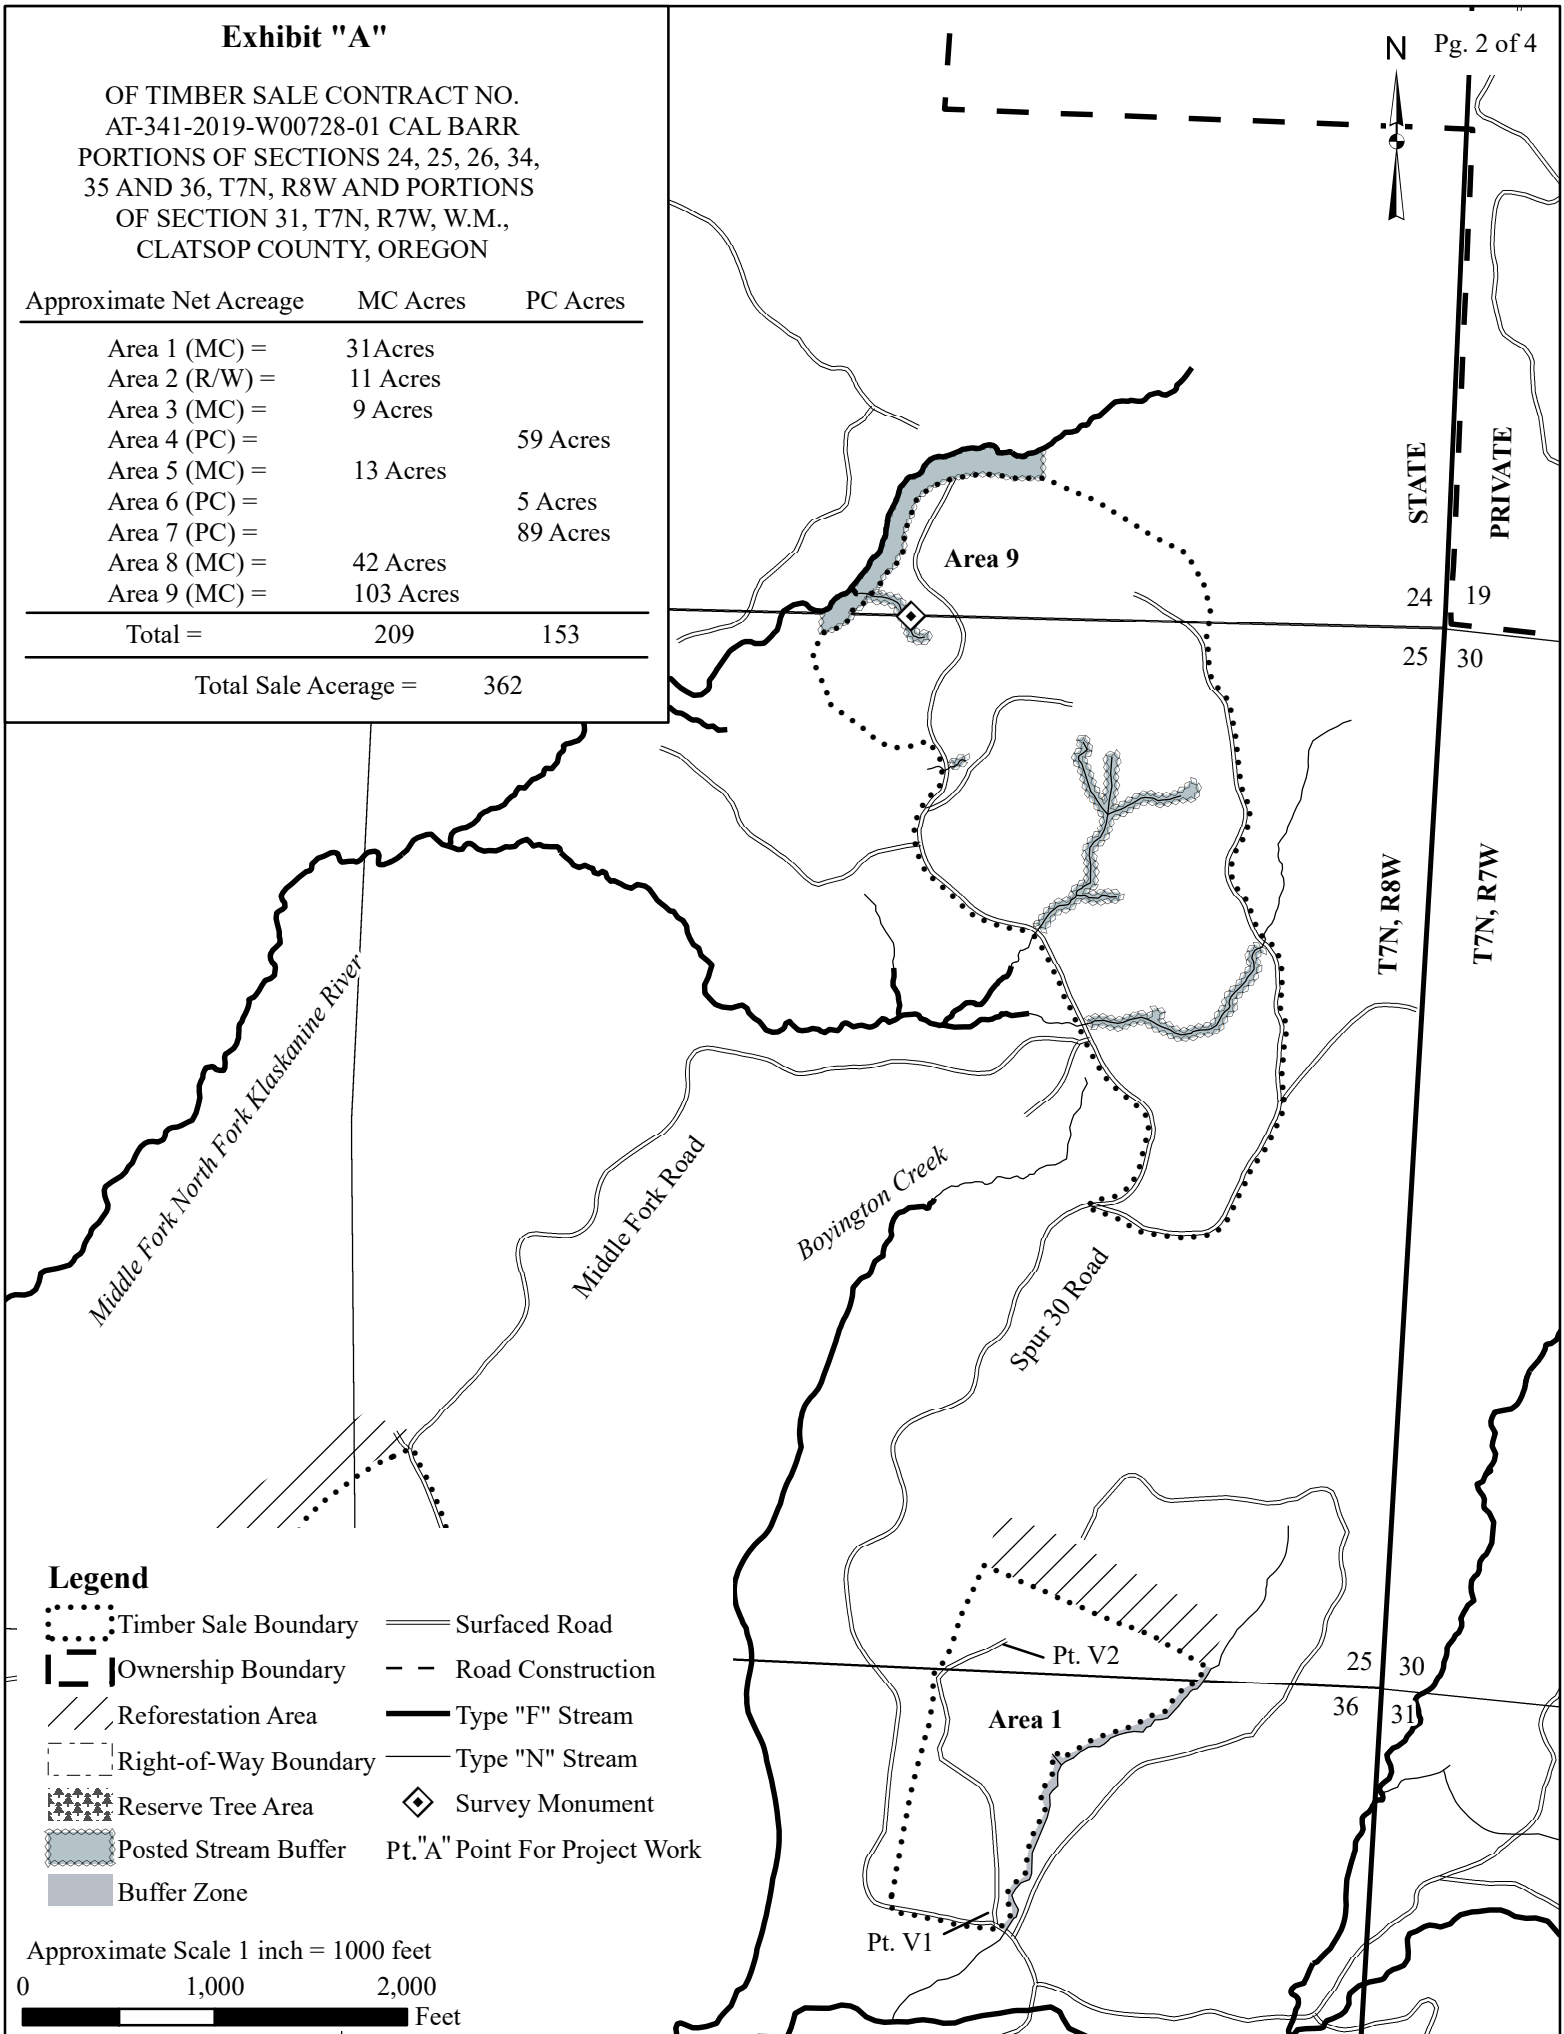 Exhibit "A"
OF TIMBER SALE CONTRACT NO.
AT-341-2019-W00728-01 CAL BARR
PORTIONS OF SECTIONS 24, 25, 26, 34,
35 AND 36, T7N, R8W AND PORTIONS
OF SECTION 31, T7N, R7W, W.M.,
CLATSOP COUNTY, OREGON
Approximate Net Acreage MC Acres PC Acres
Area 1 (MC) = 31Acres
Area 2 (R/W) = 11 Acres
Area 3 (MC) = 9 Acres
Area 4 (PC) = 59 Acres
Area 5 (MC) = 13 Acres
Area 6 (PC) = 5 Acres
Area 7 (PC) = 89 Acres
Area 8 (MC) = 42 Acres
Area 9 (MC) = 103 Acres
Total = 209 153
Total Sale Acerage = 362
N
Pg. 2 of 4
STATE
PRIVATE
Area 9
24 19
25 30
T7N, R8W
T7N, R7W
Middle Fork North Fork Klaskanine River
Middle Fork Road
Boyington Creek
Spur 30 Road
Pt. V2
25 30
36 31
Area 1
Pt. V1
Legend
Timber Sale Boundary
Ownership Boundary
Reforestation Area
Right-of-Way Boundary
Reserve Tree Area
Posted Stream Buffer
Buffer Zone
Surfaced Road
Road Construction
Type "F" Stream
Type "N" Stream
Survey Monument
Pt."A" Point For Project Work
Approximate Scale 1 inch = 1000 feet
0 1,000 2,000
Feet